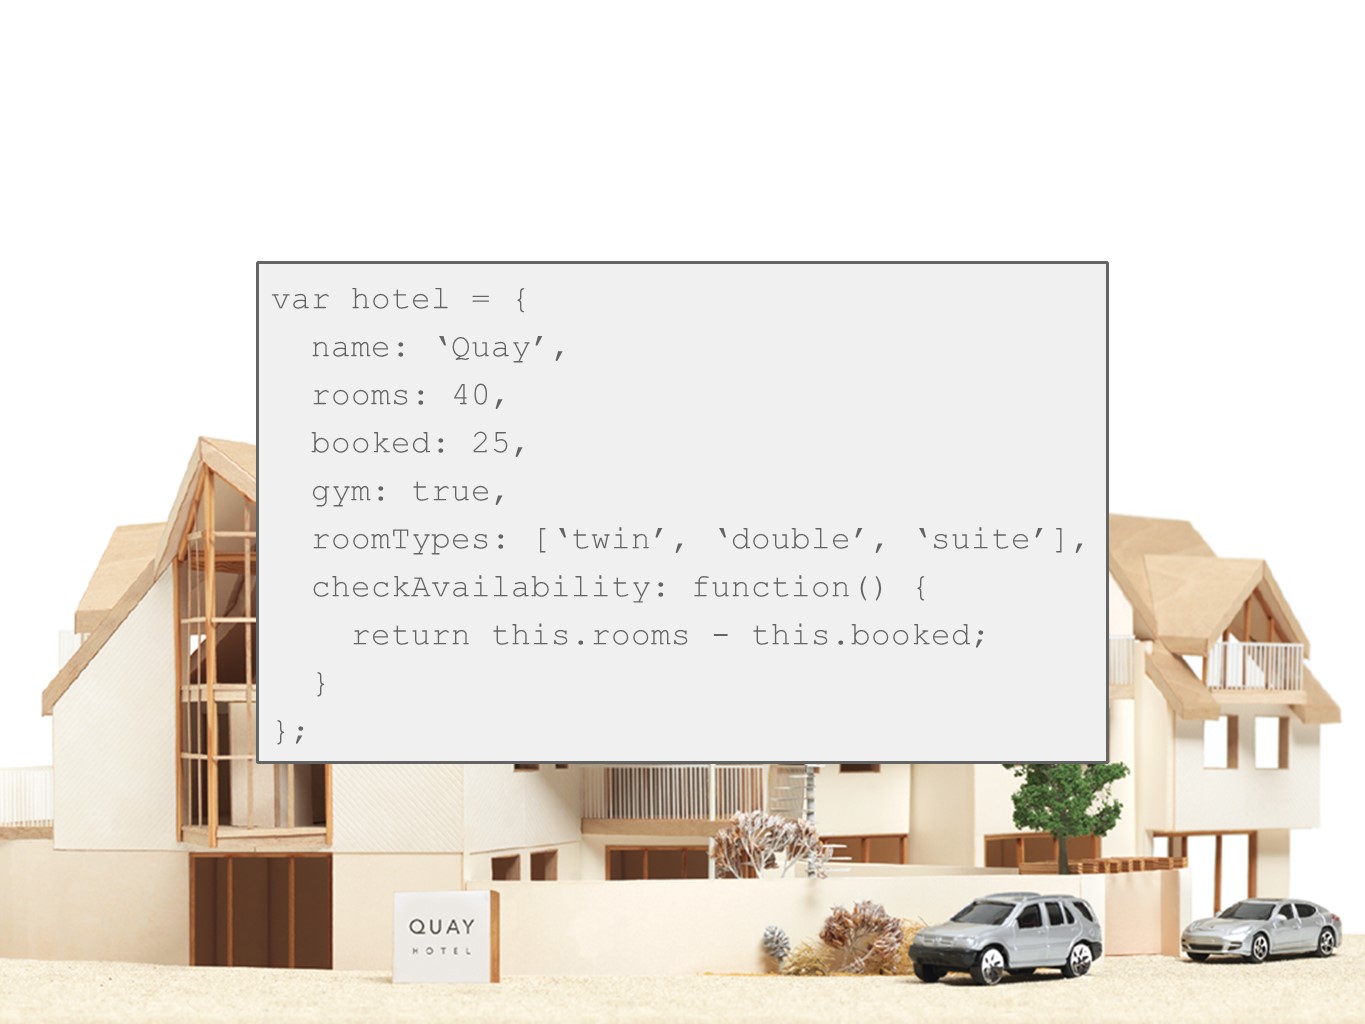 var hotel = {
  name: ‘Quay’,
  rooms: 40,
  booked: 25,
  gym: true,
  roomTypes: [‘twin’, ‘double’, ‘suite’],
  checkAvailability: function() {
    return this.rooms - this.booked;
  }
};
QUAY
HOTEL